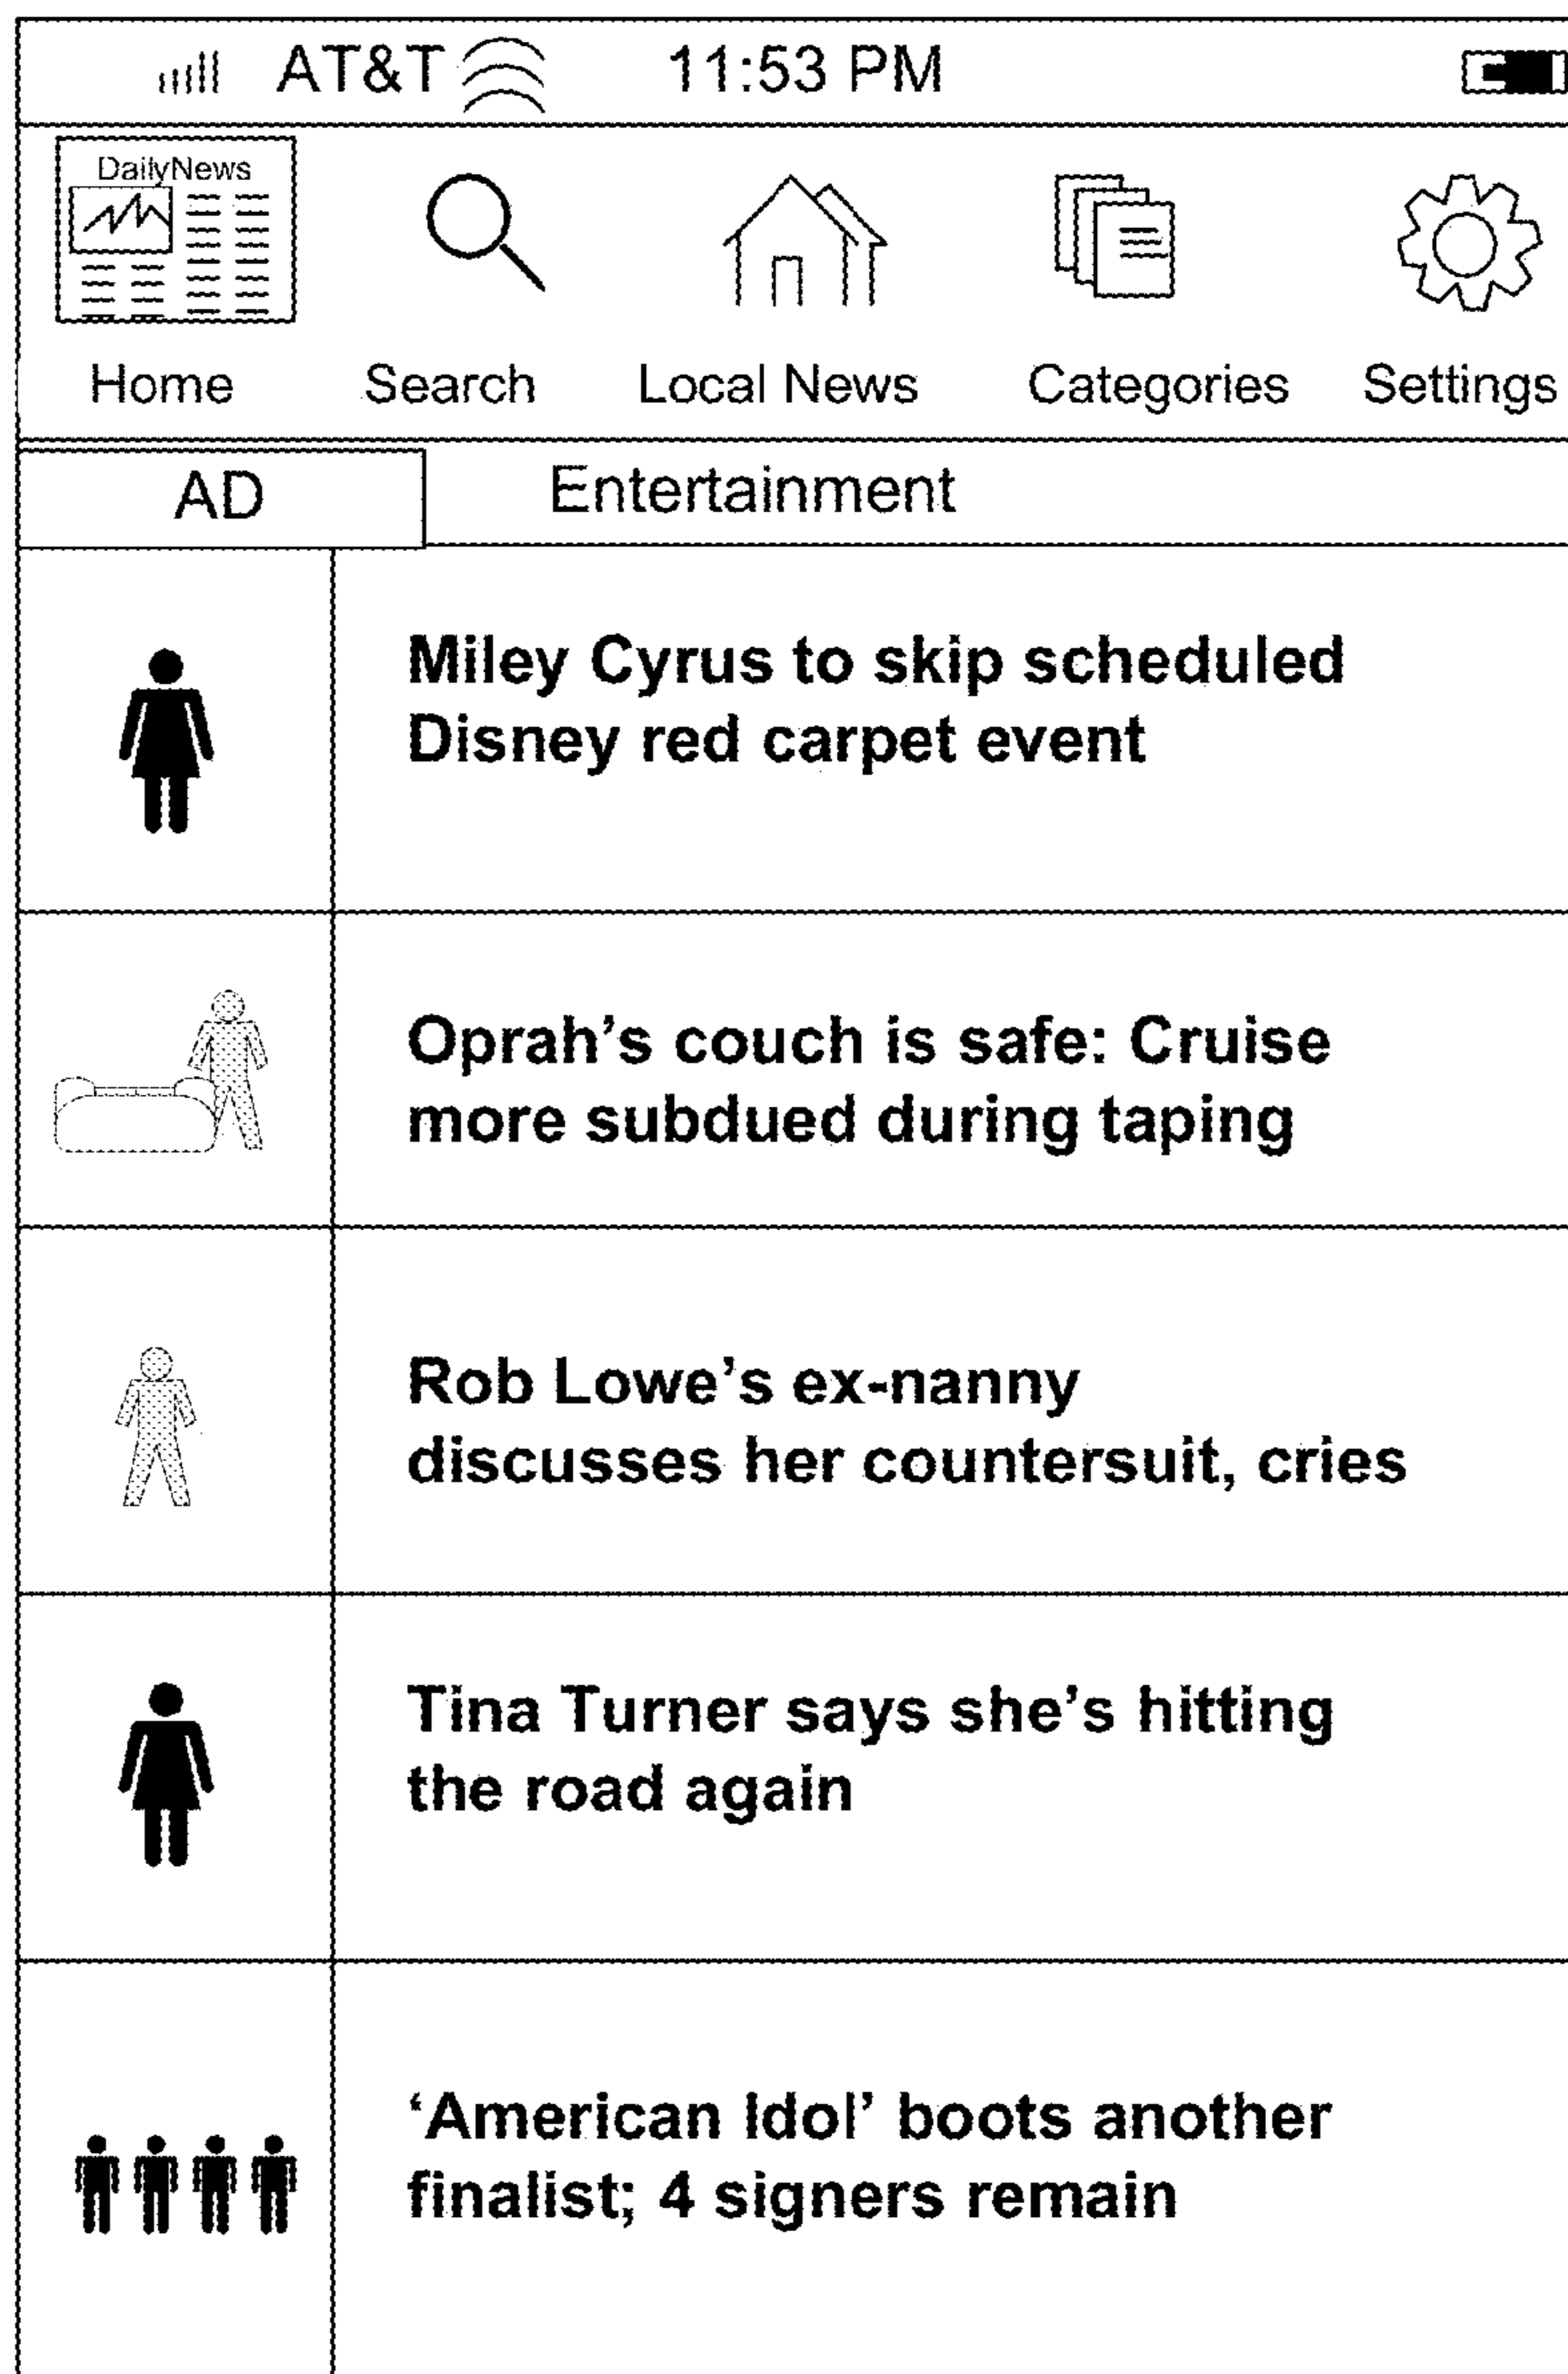 AT&T 11:53 PM
DailyNews
Home Search Local News Categories Settings
AD Entertainment
Miley Cyrus to skip scheduled
Disney red carpet event
Oprah’s couch is safe: Cruise
more subdued during taping
Rob Lowe’s ex-nanny
discusses her countersuit, cries
Tina Turner says she’s hitting
the road again
‘American Idol’ boots another
finalist; 4 signers remain